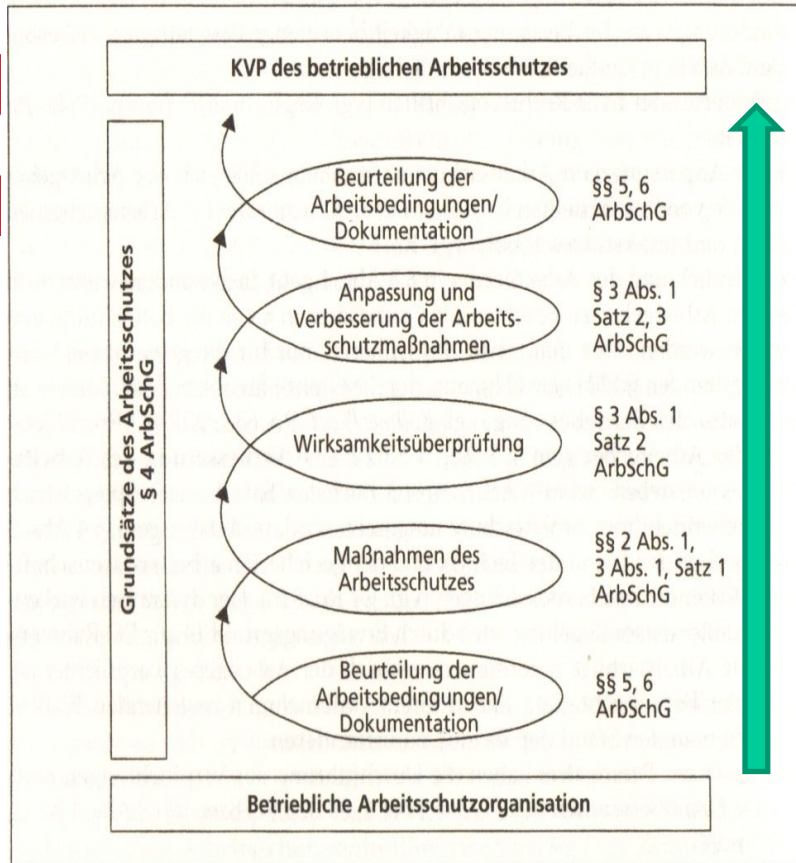 KVP des betrieblichen Arbeitsschutzes
Grundsätze des Arbeitsschutzes
§ 4 ArbSchG
Beurteilung der
Arbeitsbedingungen/
Dokumentation
§§ 5, 6
ArbSchG
Anpassung und
Verbesserung der Arbeits-
schutzmaßnahmen
§ 3 Abs. 1
Satz 2, 3
ArbSchG
Wirksamkeitsüberprüfung
§ 3 Abs. 1
Satz 2
ArbSchG
Maßnahmen des
Arbeitsschutzes
§§ 2 Abs. 1,
3 Abs. 1, Satz 1
ArbSchG
Beurteilung der
Arbeitsbedingungen/
Dokumentation
§§ 5, 6
ArbSchG
Betriebliche Arbeitsschutzorganisation